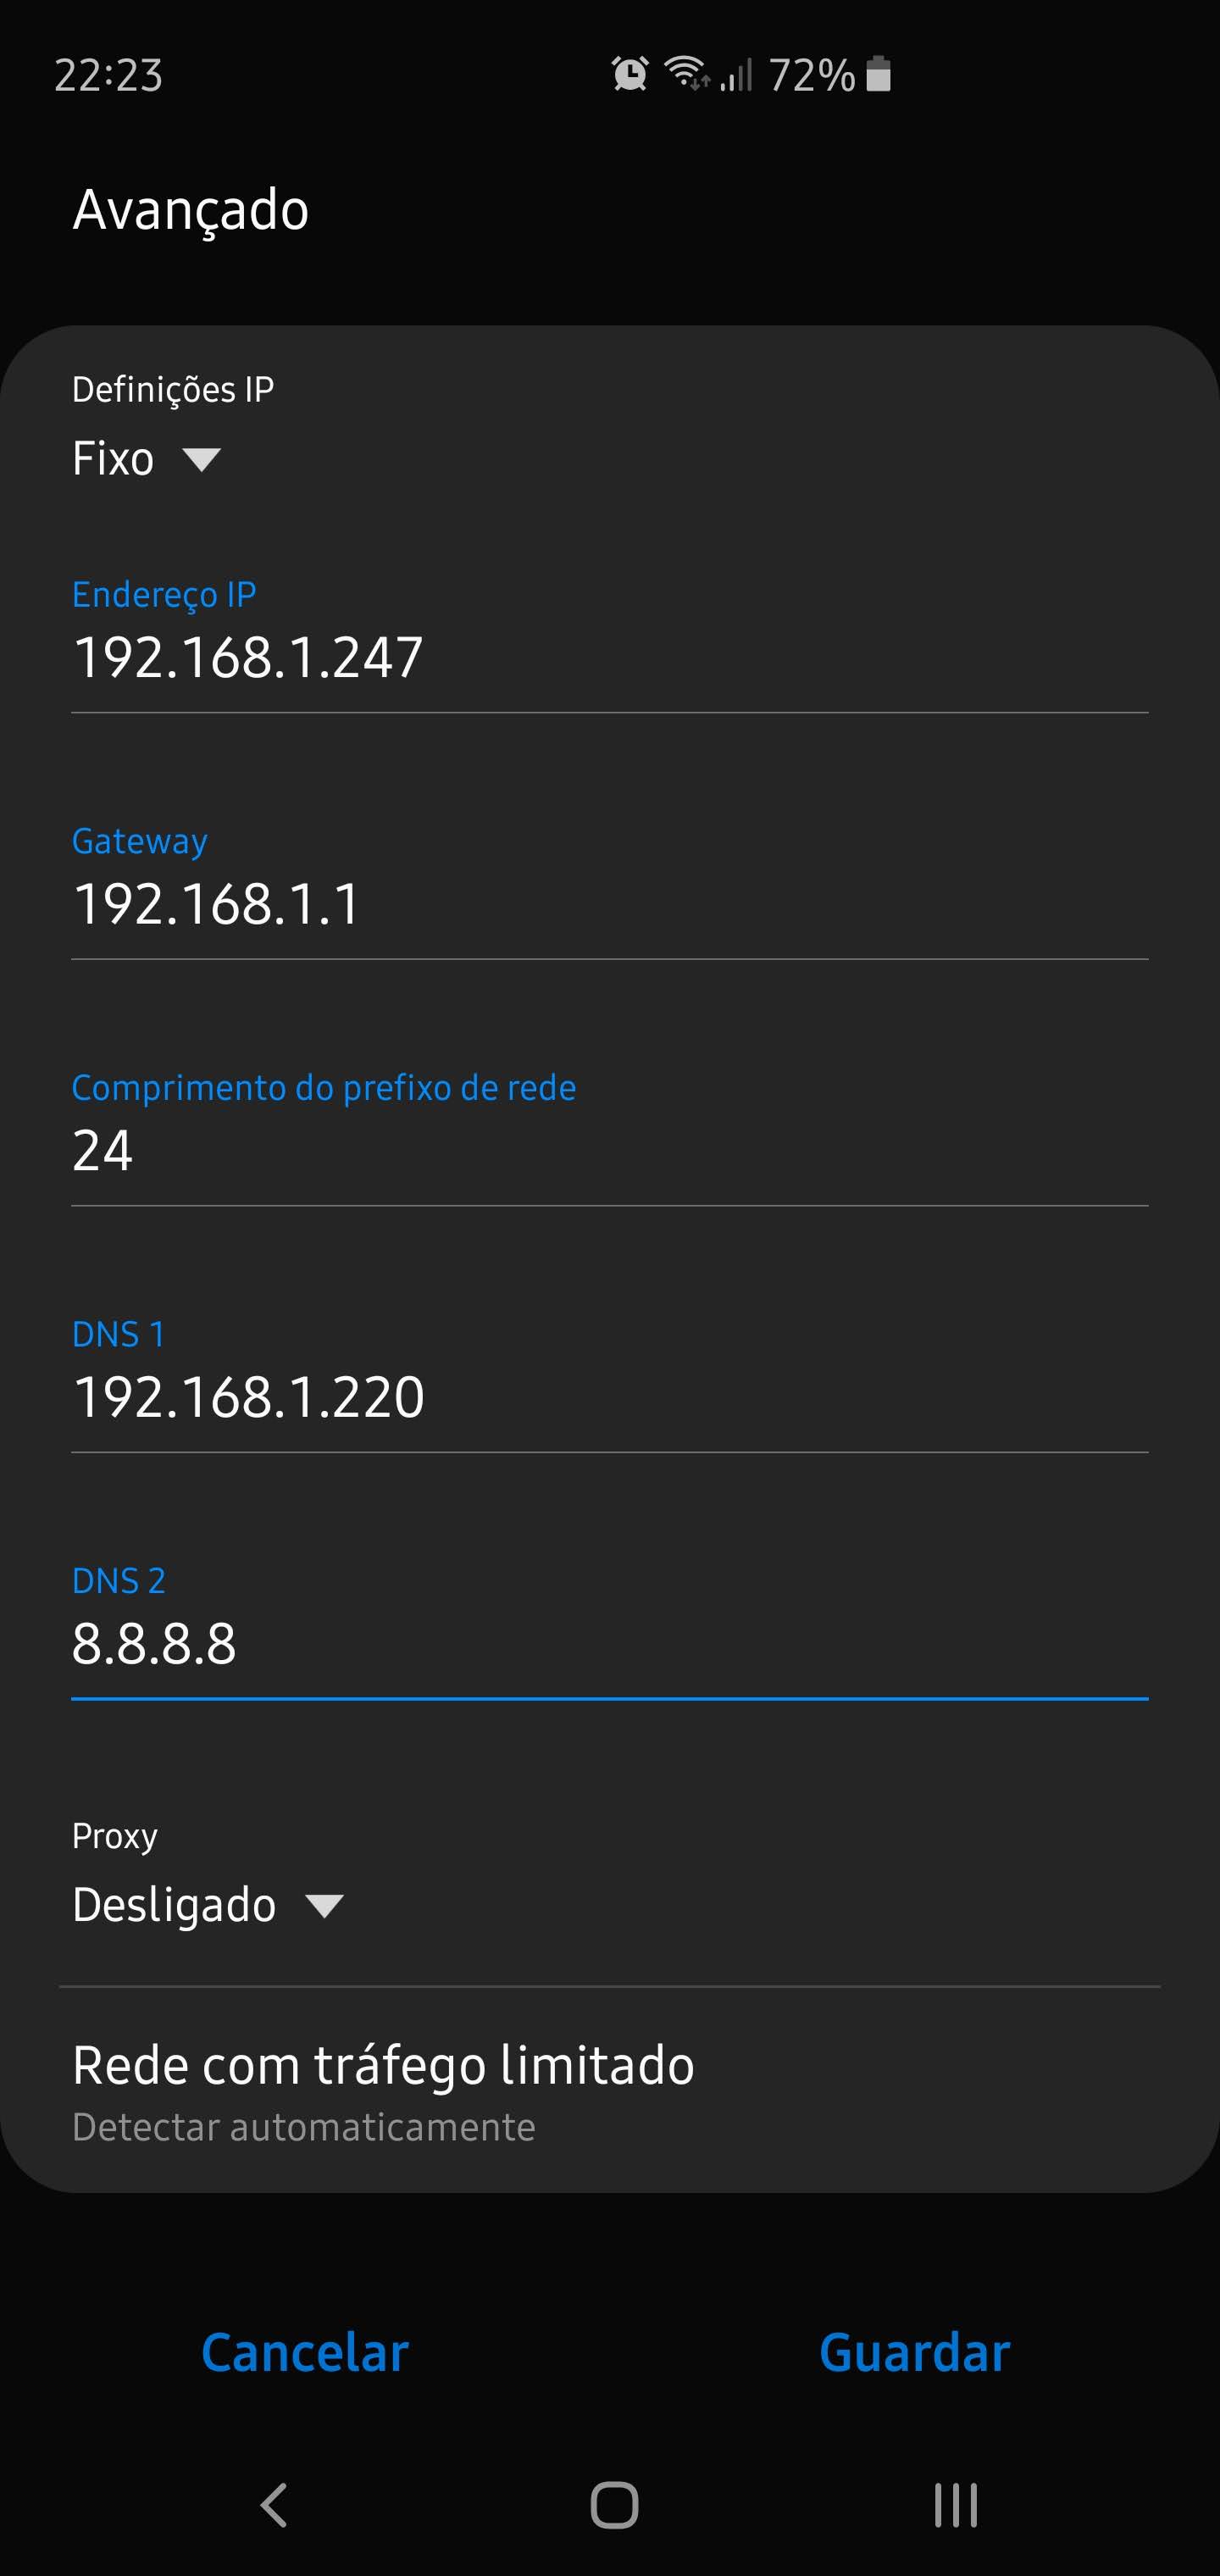 22:23 72%
Avançado
Definições IP
Fixo
Endereço IP
192.168.1.247
Gateway
192.168.1.1
Comprimento do prefixo de rede
24
DNS 1
192.168.1.220
DNS 2
8.8.8.8
Proxy
Desligado
Rede com tráfego limitado
Detectar automaticamente
Cancelar Guardar